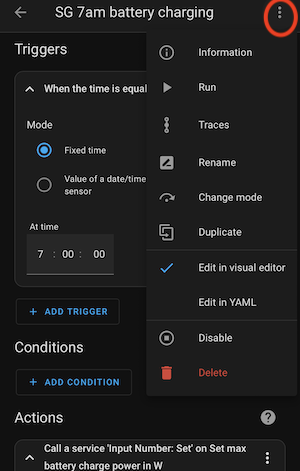 SG 7am battery charging
Triggers
When the time is equal
Mode
Fixed time
Value of a date/time
sensor
At time
7 : 00 : 00
+ ADD TRIGGER
Conditions
+ ADD CONDITION
Actions
Call a service 'Input Number: Set' on Set max
battery charge power in W
Information
Run
Traces
Rename
Change mode
Duplicate
Edit in visual editor
Edit in YAML
Disable
Delete